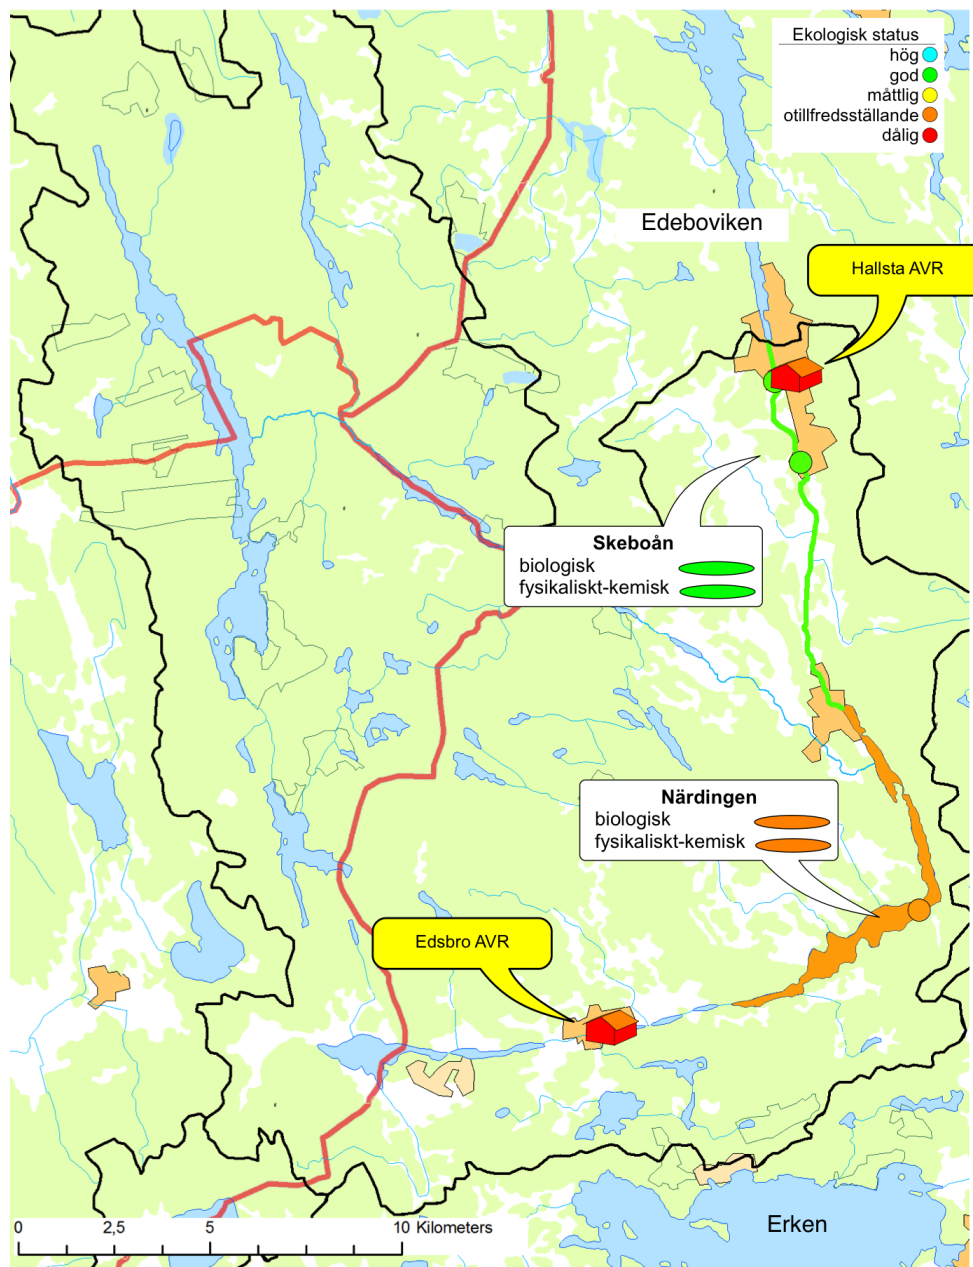 Ekologisk status
hög
god
måttlig
otillfredsställande
dålig
Edeboviken
Hallsta AVR
Skeboån
biologisk
fysikaliskt-kemisk
Närdingen
biologisk
fysikaliskt-kemisk
Edsbro AVR
Erken
0 2,5 5 10 Kilometers